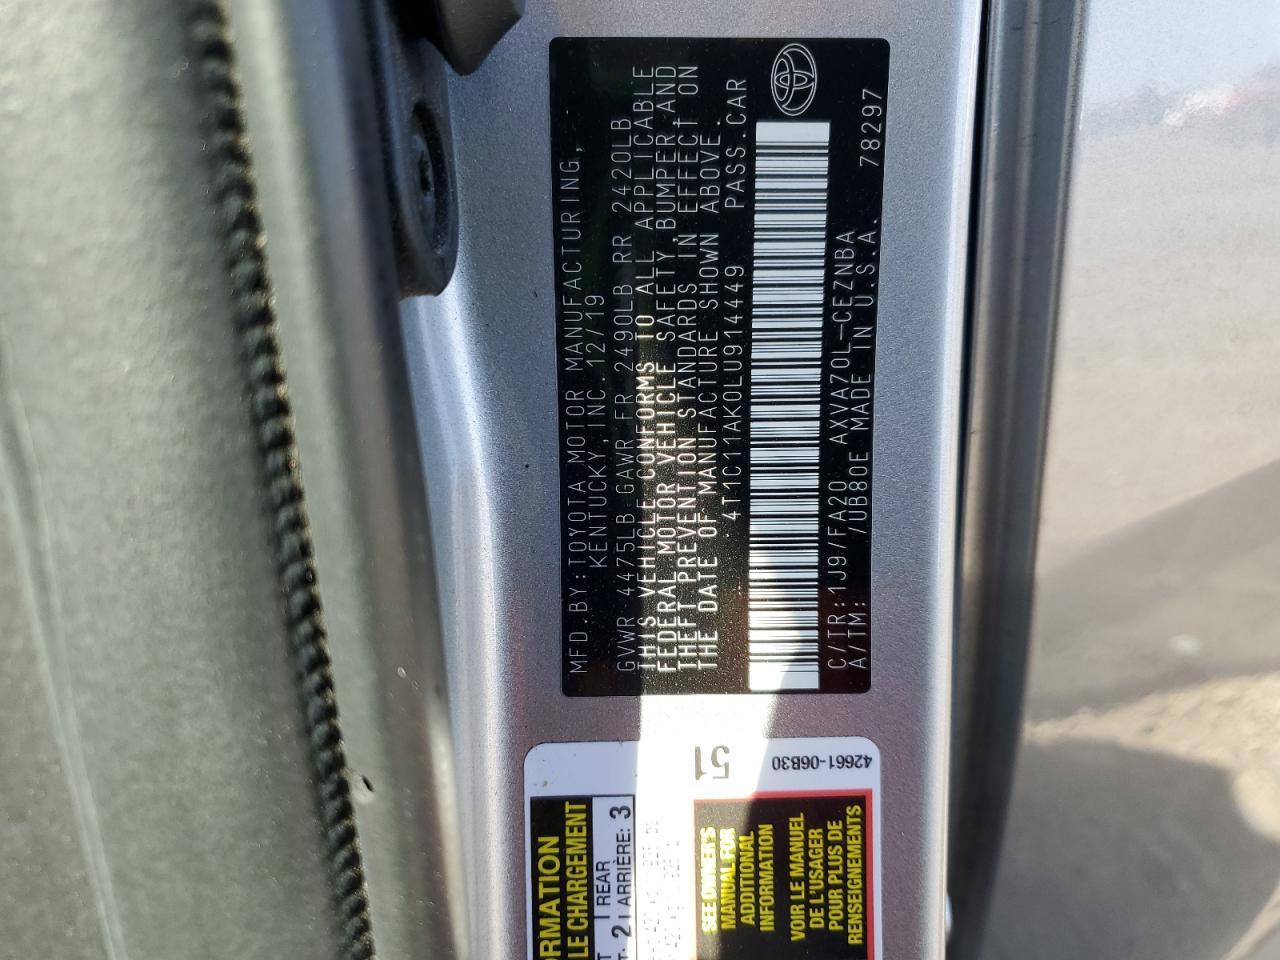 MFD.BY:TOYOTA MOTOR MANUFACTURING,
KENTUCKY,INC. 12/19
GVWR 4475LB GAWR FR 2490LB RR 2420LB
THIS VEHICLE CONFORMS TO ALL APPLICABLE
FEDERAL MOTOR VEHICLE SAFETY,BUMPER,AND
THEFT PREVENTION STANDARDS IN EFFECT ON
THE DATE OF MANUFACTURE SHOWN ABOVE.
4T1C11AK0LU914449 PASS.CAR
C/TR:1J9/FA20 AXVA70L-CEZNBA
A/TM: /UB80E MADE IN U.S.A. 78297
51
42661-06B30
LE CHARGEMENT
2 REAR
ARRIÈRE: 3
SEE OWNER'S
MANUAL FOR
ADDITIONAL
INFORMATION
VOIR LE MANUEL
DE L'USAGER
POUR PLUS DE
RENSEIGNEMENTS